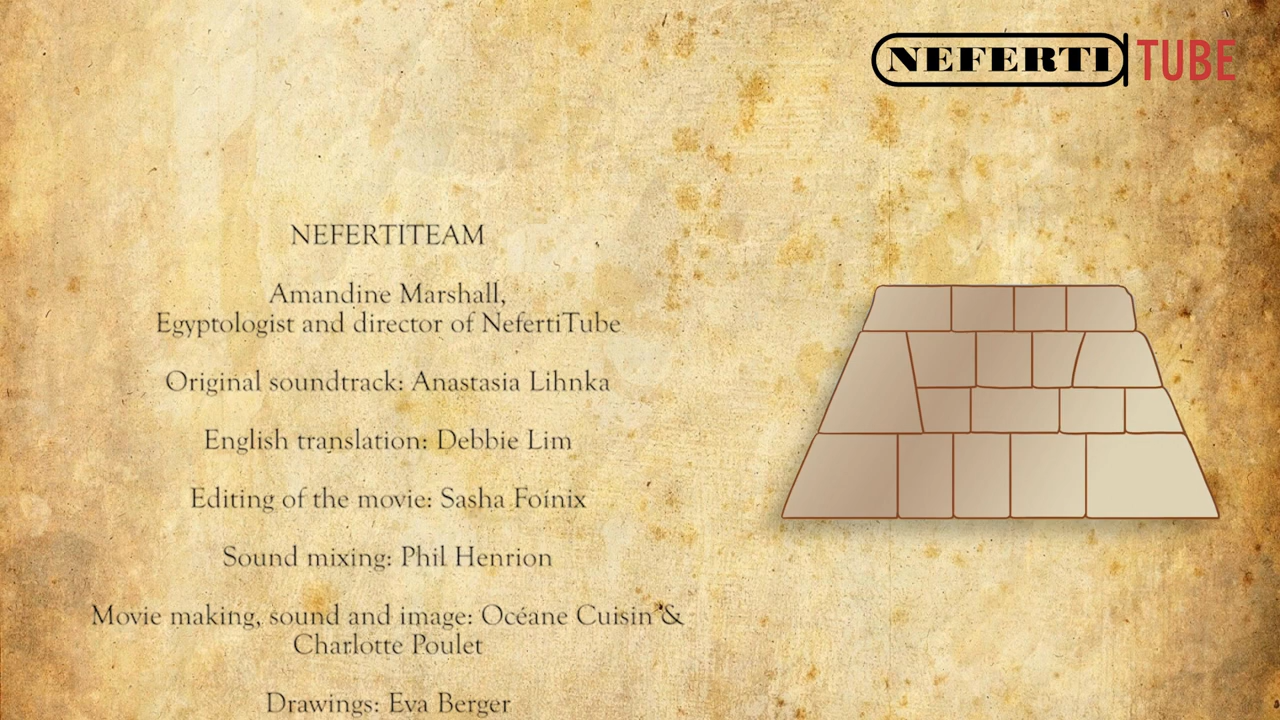 NEFERTI TUBE
NEFERTITEAM
Amandine Marshall,
Egyptologist and director of NefertiTube
Original soundtrack: Anastasia Lihnka
English translation: Debbie Lim
Editing of the movie: Sasha Foinix
Sound mixing: Phil Henrion
Movie making, sound and image: Océane Cuisin &
Charlotte Poulet
Drawings: Eva Berger